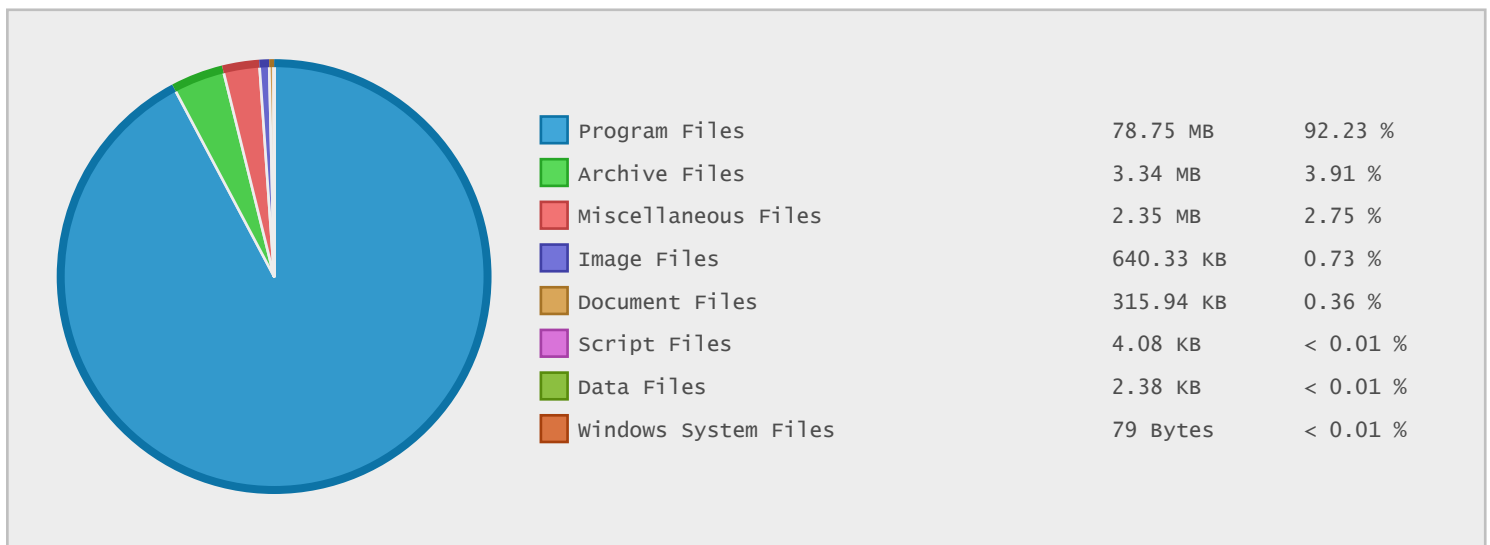 Program Files 78.75 MB 92.23 %
Archive Files 3.34 MB 3.91 %
Miscellaneous Files 2.35 MB 2.75 %
Image Files 640.33 KB 0.73 %
Document Files 315.94 KB 0.36 %
Script Files 4.08 KB < 0.01 %
Data Files 2.38 KB < 0.01 %
Windows System Files 79 Bytes < 0.01 %